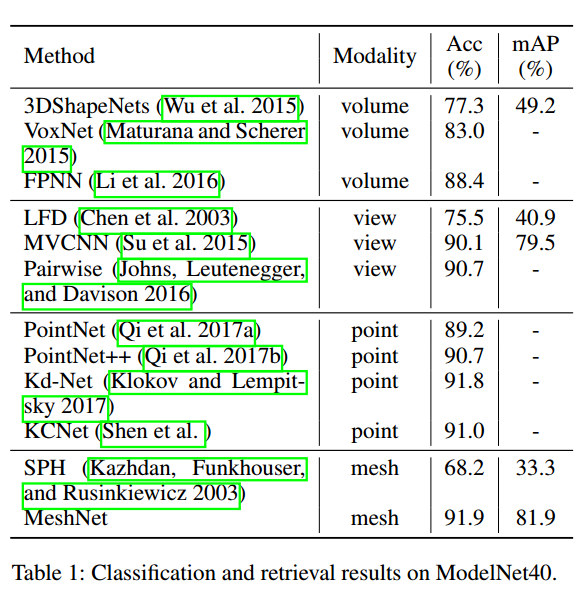 Method Modality Acc (%) mAP (%)
3DShapeNets (Wu et al. 2015) volume 77.3 49.2
VoxNet (Maturana and Scherer volume 83.0 -
2015)
FPNN (Li et al. 2016) volume 88.4 -
LFD (Chen et al. 2003) view 75.5 40.9
MVCNN (Su et al. 2015) view 90.1 79.5
Pairwise (Johns, Leutenegger, view 90.7 -
and Davison 2016)
PointNet (Qi et al. 2017a) point 89.2 -
PointNet++ (Qi et al. 2017b) point 90.7 -
Kd-Net (Klokov and Lempit- point 91.8 -
sky 2017)
KCNet (Shen et al. ) point 91.0 -
SPH (Kazhdan, Funkhouser, mesh 68.2 33.3
and Rusinkiewicz 2003)
MeshNet mesh 91.9 81.9
Table 1: Classification and retrieval results on ModelNet40.